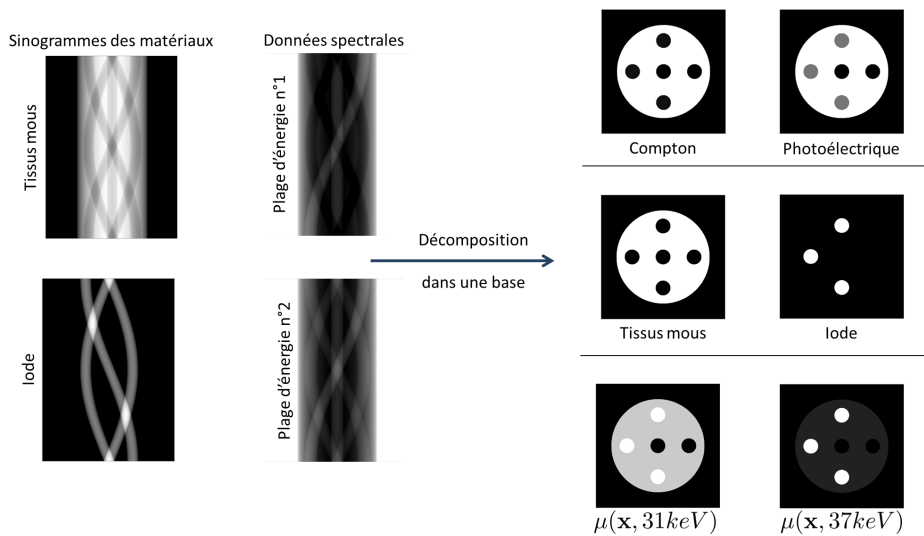 Sinogrammes des matériaux
Tissus mous
Iode
Données spectrales
Plage d'énergie n°1
Plage d'énergie n°2
Décomposition
dans une base
Compton
Photoélectrique
Tissus mous
Iode
μ(x, 31keV)
μ(x, 37keV)